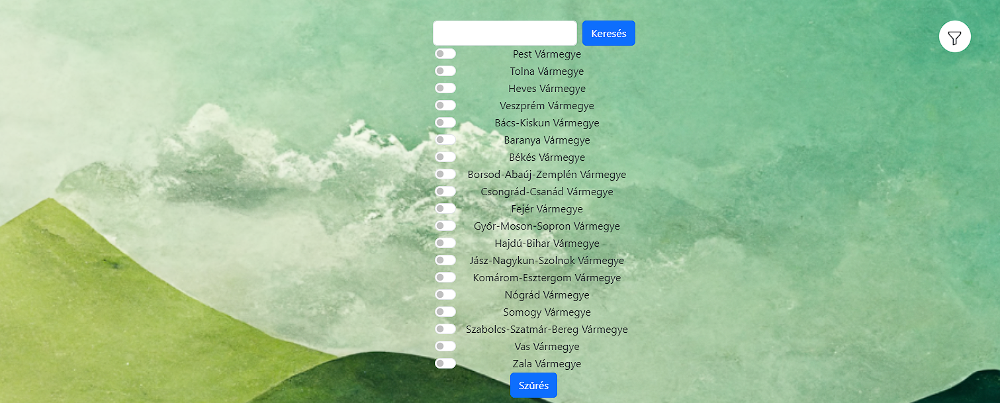 Keresés
Pest Vármegye
Tolna Vármegye
Heves Vármegye
Veszprém Vármegye
Bács-Kiskun Vármegye
Baranya Vármegye
Békés Vármegye
Borsod-Abaúj-Zemplén Vármegye
Csongrád-Csanád Vármegye
Fejér Vármegye
Győr-Moson-Sopron Vármegye
Hajdú-Bihar Vármegye
Jász-Nagykun-Szolnok Vármegye
Komárom-Esztergom Vármegye
Nógrád Vármegye
Somogy Vármegye
Szabolcs-Szatmár-Bereg Vármegye
Vas Vármegye
Zala Vármegye
Szűrés